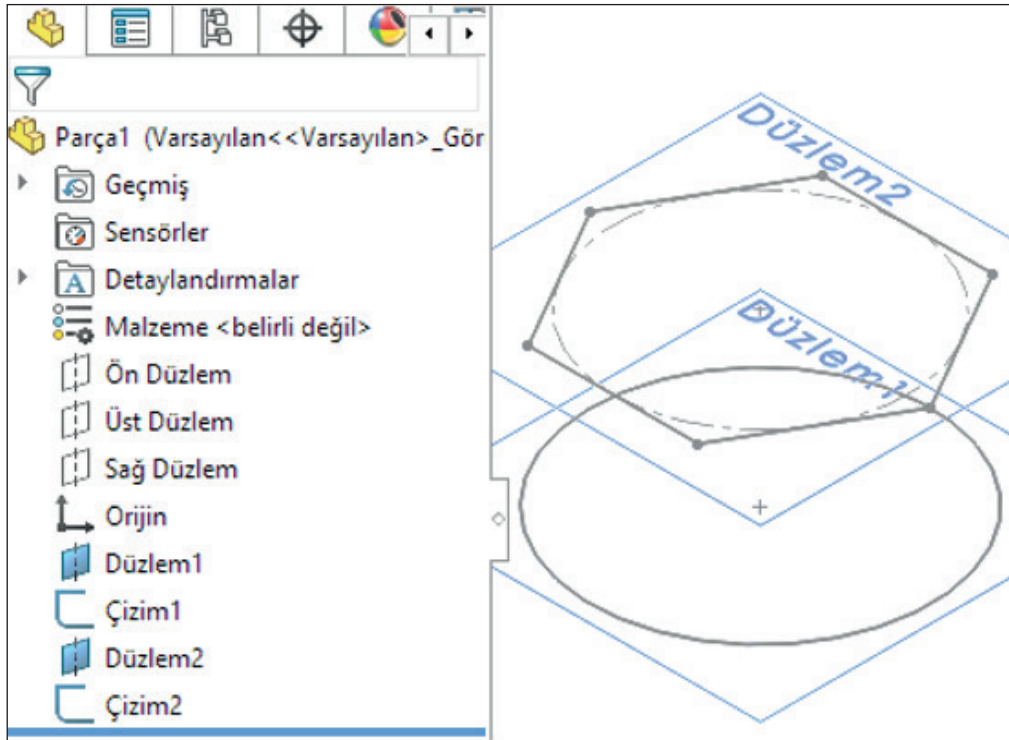 Parça1 (Varsayılan<<Varsayılan>_Gör
Geçmiş
Sensörler
Detaylandırmalar
Malzeme <belirli değil>
Ön Düzlem
Üst Düzlem
Sağ Düzlem
Orijin
Düzlem1
Çizim1
Düzlem2
Çizim2
Düzlem2
Düzlem1